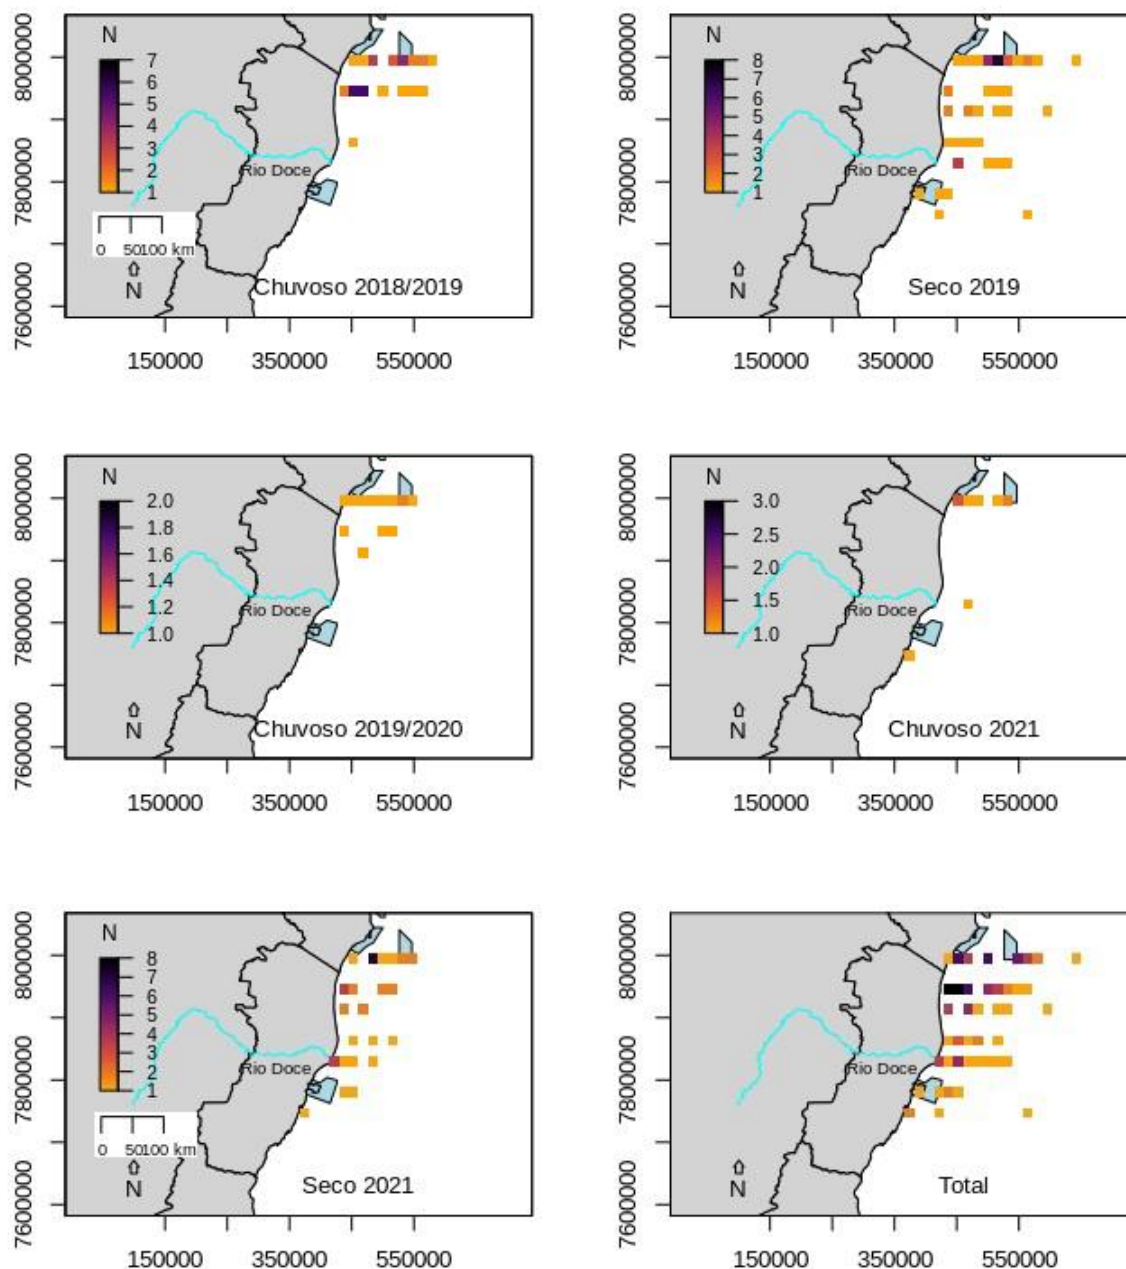 N
7
6
5
4
3
2
1
Rio Doce
0 50100 km
N
Chuvoso 2018/2019
8000000
7800000
7600000
150000 350000 550000
N
8
7
6
5
4
3
2
1
Rio Doce
N
Seco 2019
8000000
7800000
7600000
150000 350000 550000
N
2.0
1.8
1.6
1.4
1.2
1.0
Rio Doce
N
Chuvoso 2019/2020
8000000
7800000
7600000
150000 350000 550000
N
3.0
2.5
2.0
1.5
1.0
Rio Doce
N
Chuvoso 2021
8000000
7800000
7600000
150000 350000 550000
N
8
7
6
5
4
3
2
1
Rio Doce
0 50100 km
N
Seco 2021
8000000
7800000
7600000
150000 350000 550000
Rio Doce
N
Total
8000000
7800000
7600000
150000 350000 550000